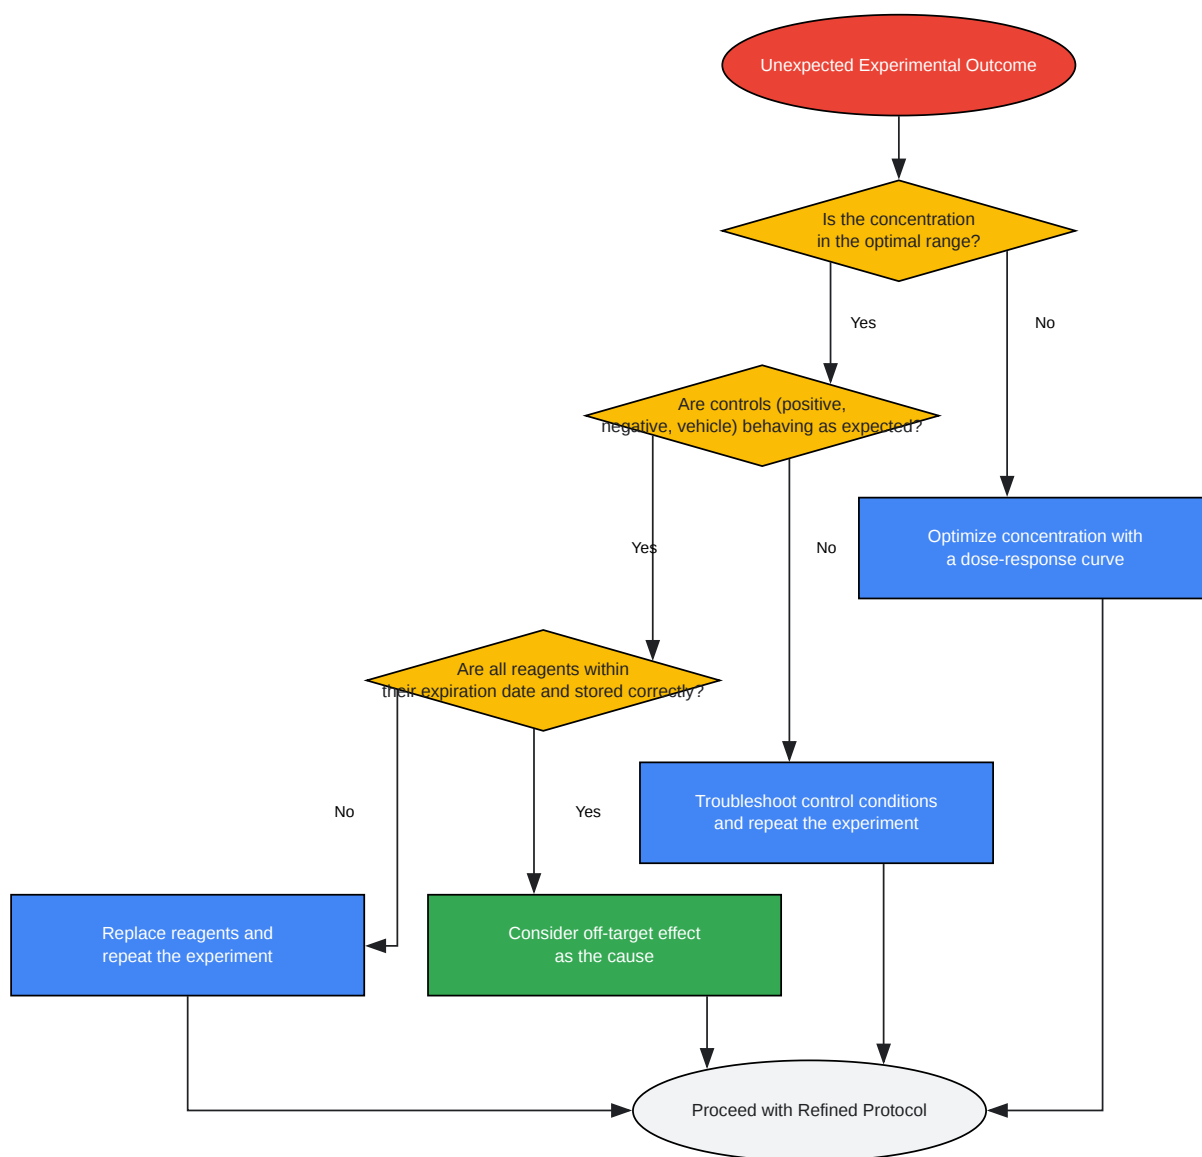 Unexpected Experimental Outcome
Is the concentration
in the optimal range?
Yes
No
Are controls (positive,
negative, vehicle) behaving as expected?
Optimize concentration with
a dose-response curve
Yes
No
Are all reagents within
their expiration date and stored correctly?
Troubleshoot control conditions
and repeat the experiment
No
Yes
Replace reagents and
repeat the experiment
Consider off-target effect
as the cause
Proceed with Refined Protocol